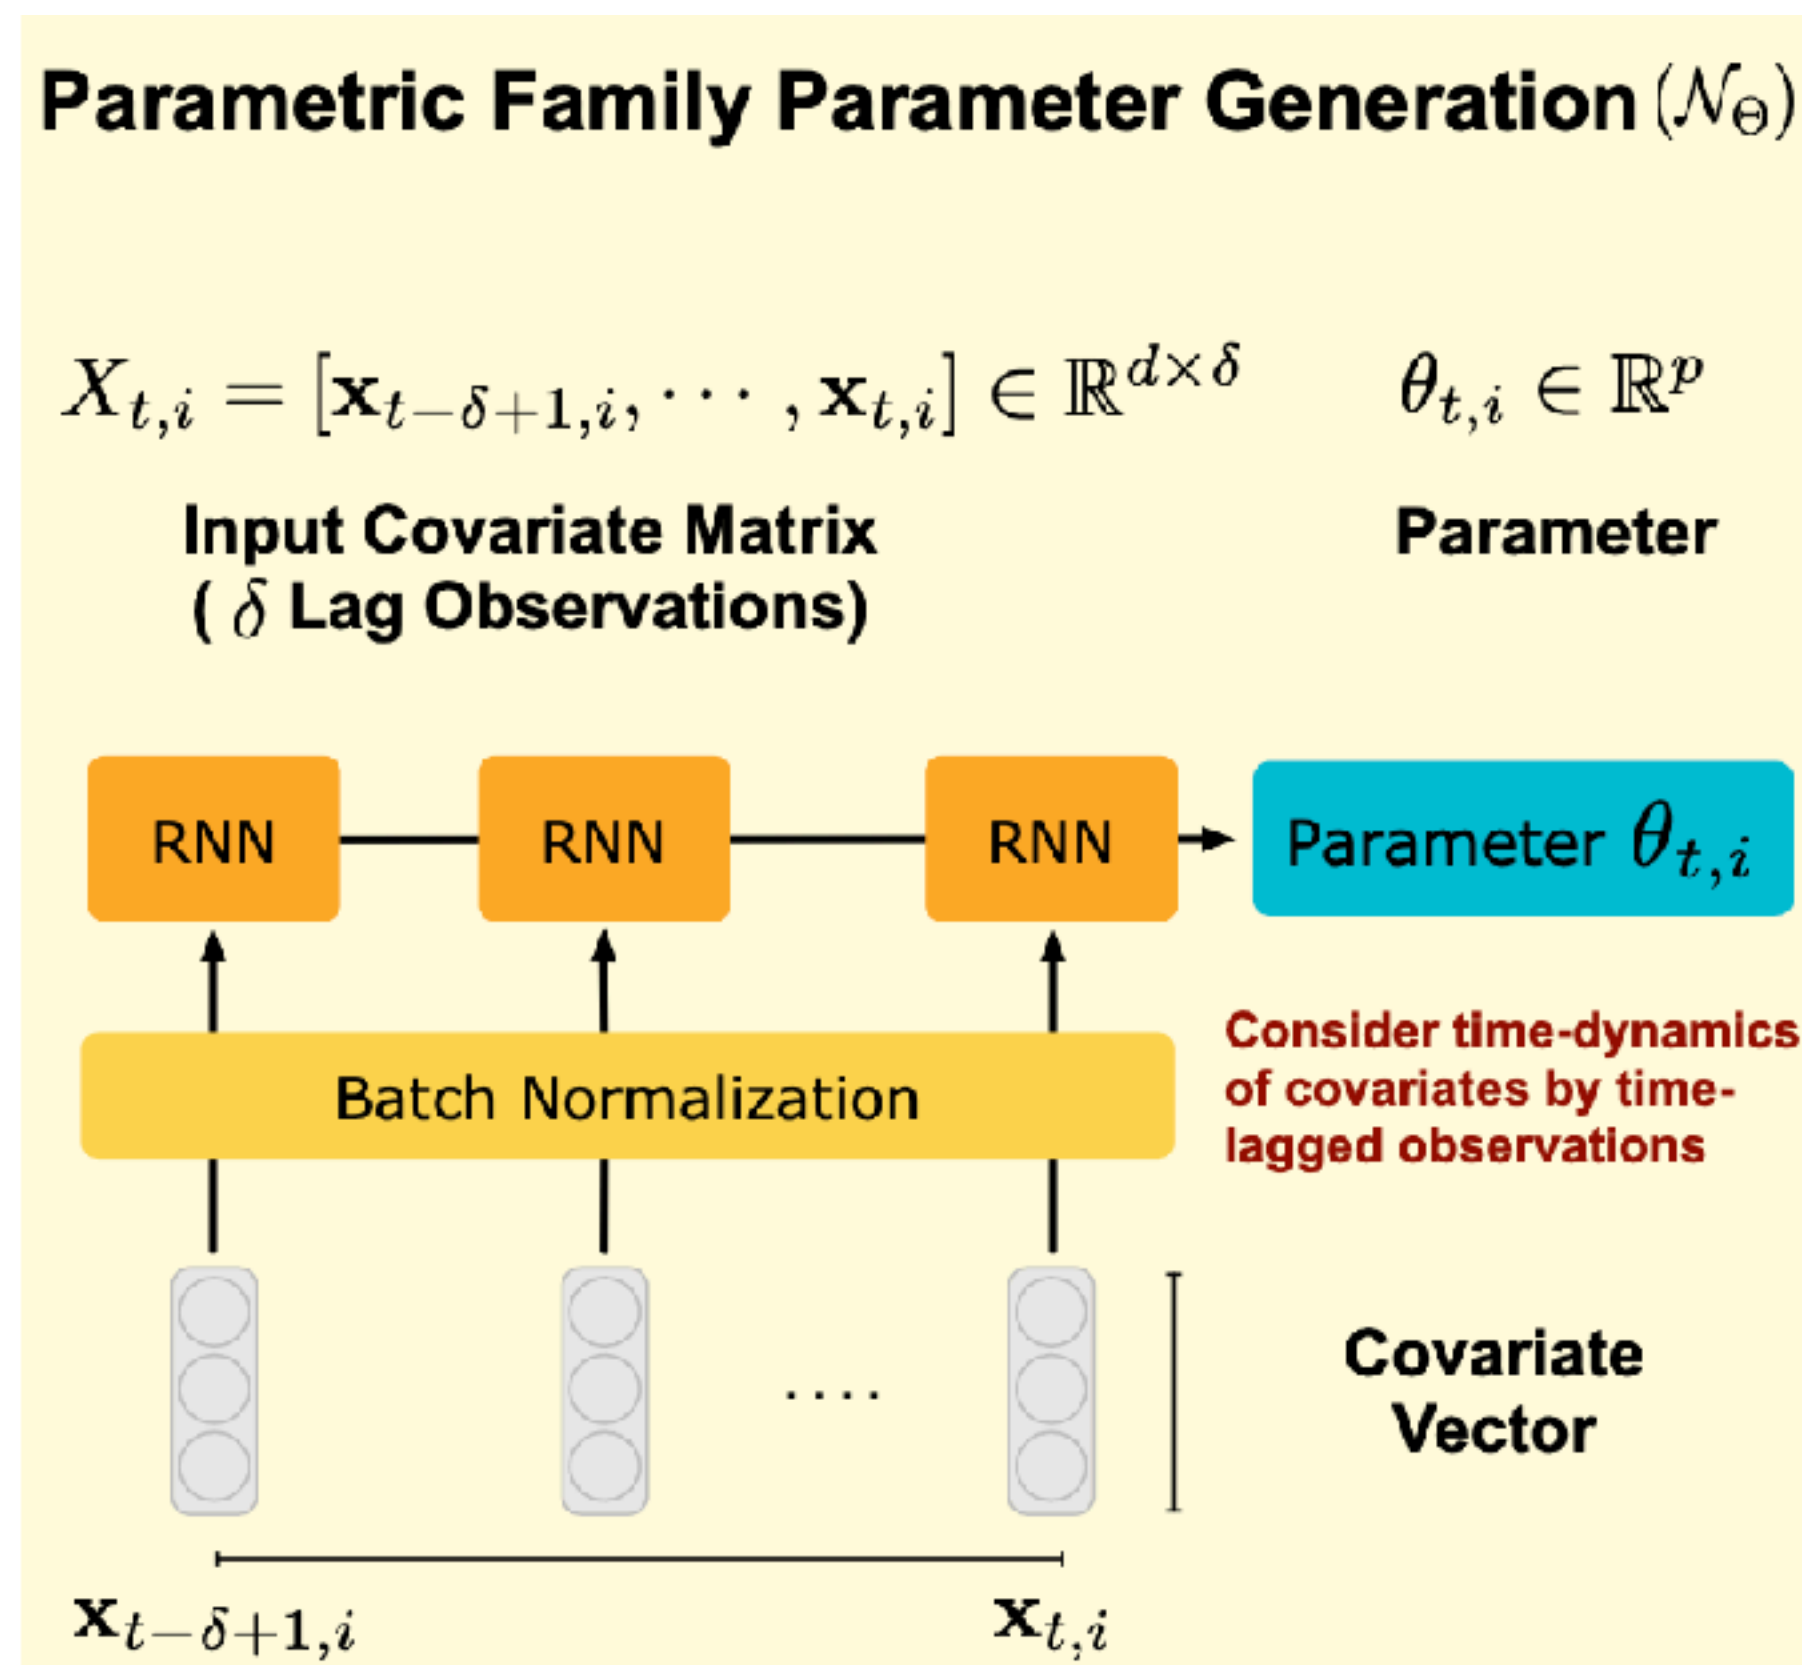 Parametric Family Parameter Generation (𝒩_Θ)
X_{t,i} = [𝐱_{t−δ+1,i}, ⋯ , 𝐱_{t,i}] ∈ ℝ^{d×δ}
θ_{t,i} ∈ ℝ^p
Input Covariate Matrix
( δ Lag Observations)
Parameter
RNN
RNN
RNN
Parameter θ_{t,i}
Batch Normalization
Consider time-dynamics
of covariates by time-
lagged observations
....
Covariate
Vector
𝐱_{t−δ+1,i}
𝐱_{t,i}